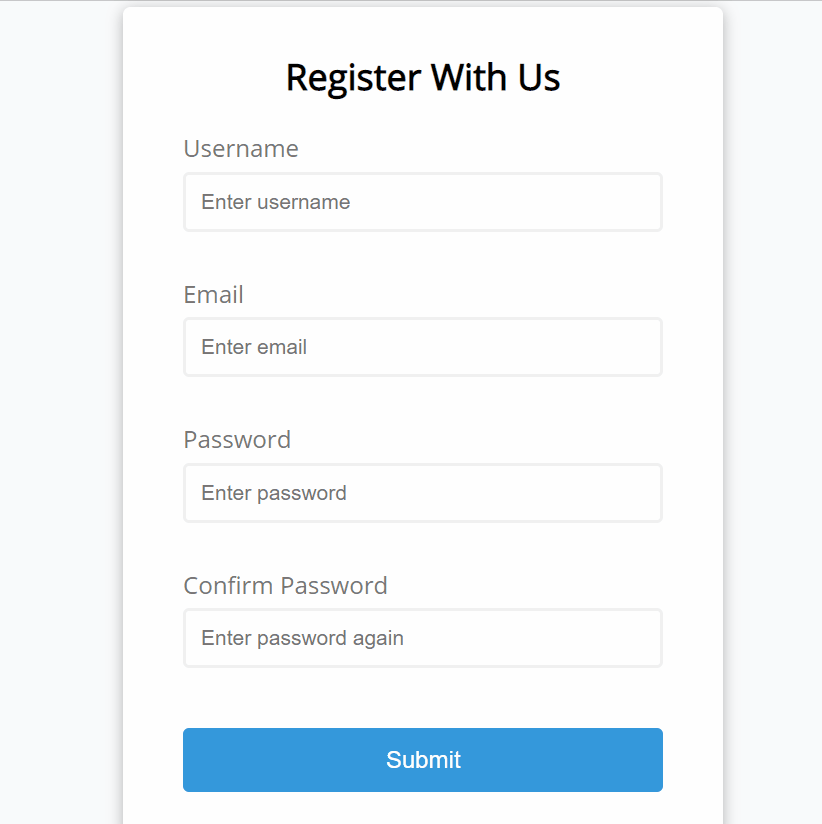 Register With Us
Username
Enter username
Email
Enter email
Password
Enter password
Confirm Password
Enter password again
Submit